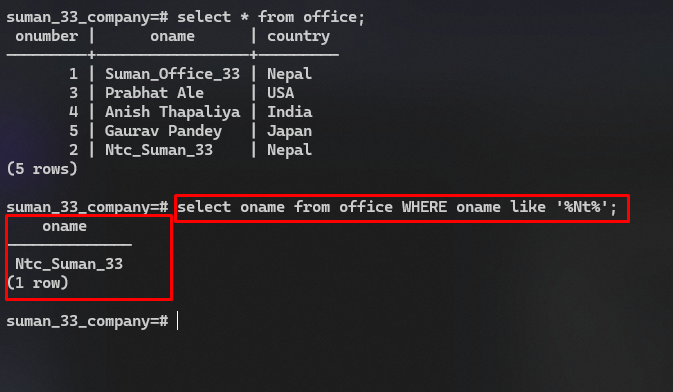 suman_33_company=# select * from office;
 onumber |      oname       | country
---------+------------------+---------
       1 | Suman_Office_33  | Nepal
       3 | Prabhat Ale      | USA
       4 | Anish Thapaliya  | India
       5 | Gaurav Pandey    | Japan
       2 | Ntc_Suman_33     | Nepal
(5 rows)
suman_33_company=# select oname from office WHERE oname like '%Nt%';
    oname
--------------
 Ntc_Suman_33
(1 row)
suman_33_company=#